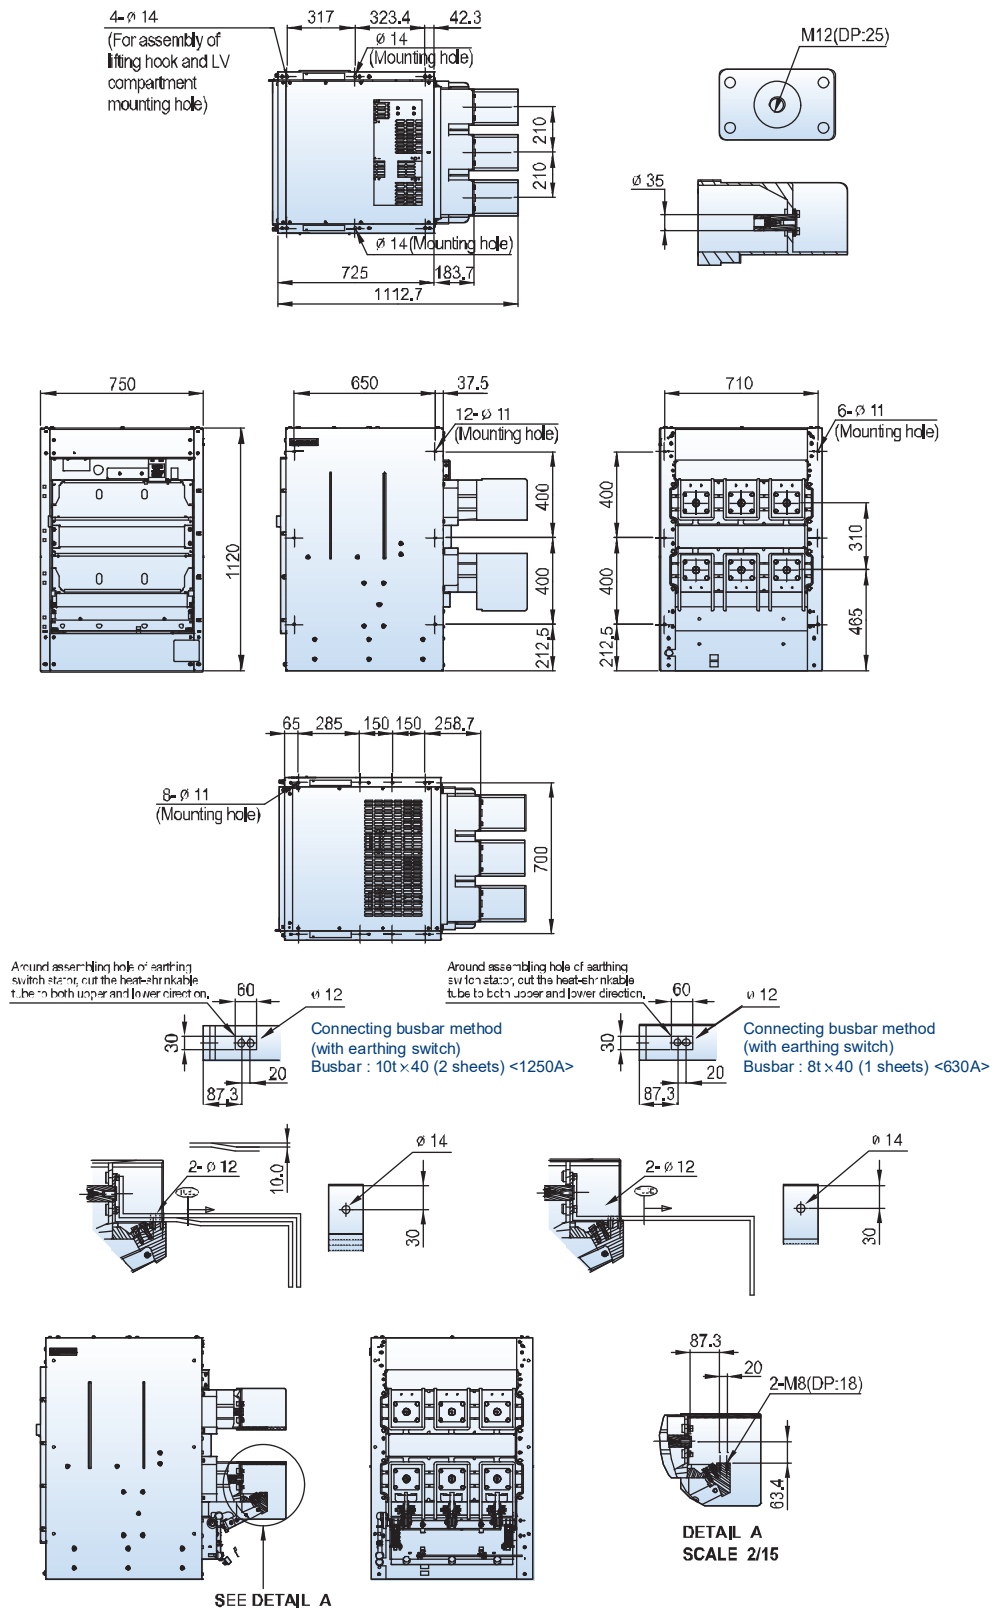 4-ø 14
(For assembly of
lifting hook and LV
compartment
mounting hole)
317
323.4
42.3
ø 14
(Mounting hole)
210
210
ø 14(Mounting hole)
725
183.7
1112.7
M12(DP:25)
ø 35
750
1120
650
37.5
12-ø 11
(Mounting hole)
400
400
212.5
710
6-ø 11
(Mounting hole)
400
400
212.5
310
465
65
285
150
150
258.7
8-ø 11
(Mounting hole)
700
Around assembling hole of earthing
switch stator, cut the heat-shrinkable
tube to both upper and lower direction.
60
ø 12
30
20
87.3
Connecting busbar method
(with earthing switch)
Busbar : 10t×40 (2 sheets) <1250A>
Around assembling hole of earthing
switch stator, cut the heat-shrinkable
tube to both upper and lower direction.
60
ø 12
30
20
87.3
Connecting busbar method
(with earthing switch)
Busbar : 8t×40 (1 sheets) <630A>
2-ø 12
10.0
ø 14
30
2-ø 12
ø 14
30
SEE DETAIL A
87.3
20
2-M8(DP:18)
63.4
DETAIL A
SCALE 2/15